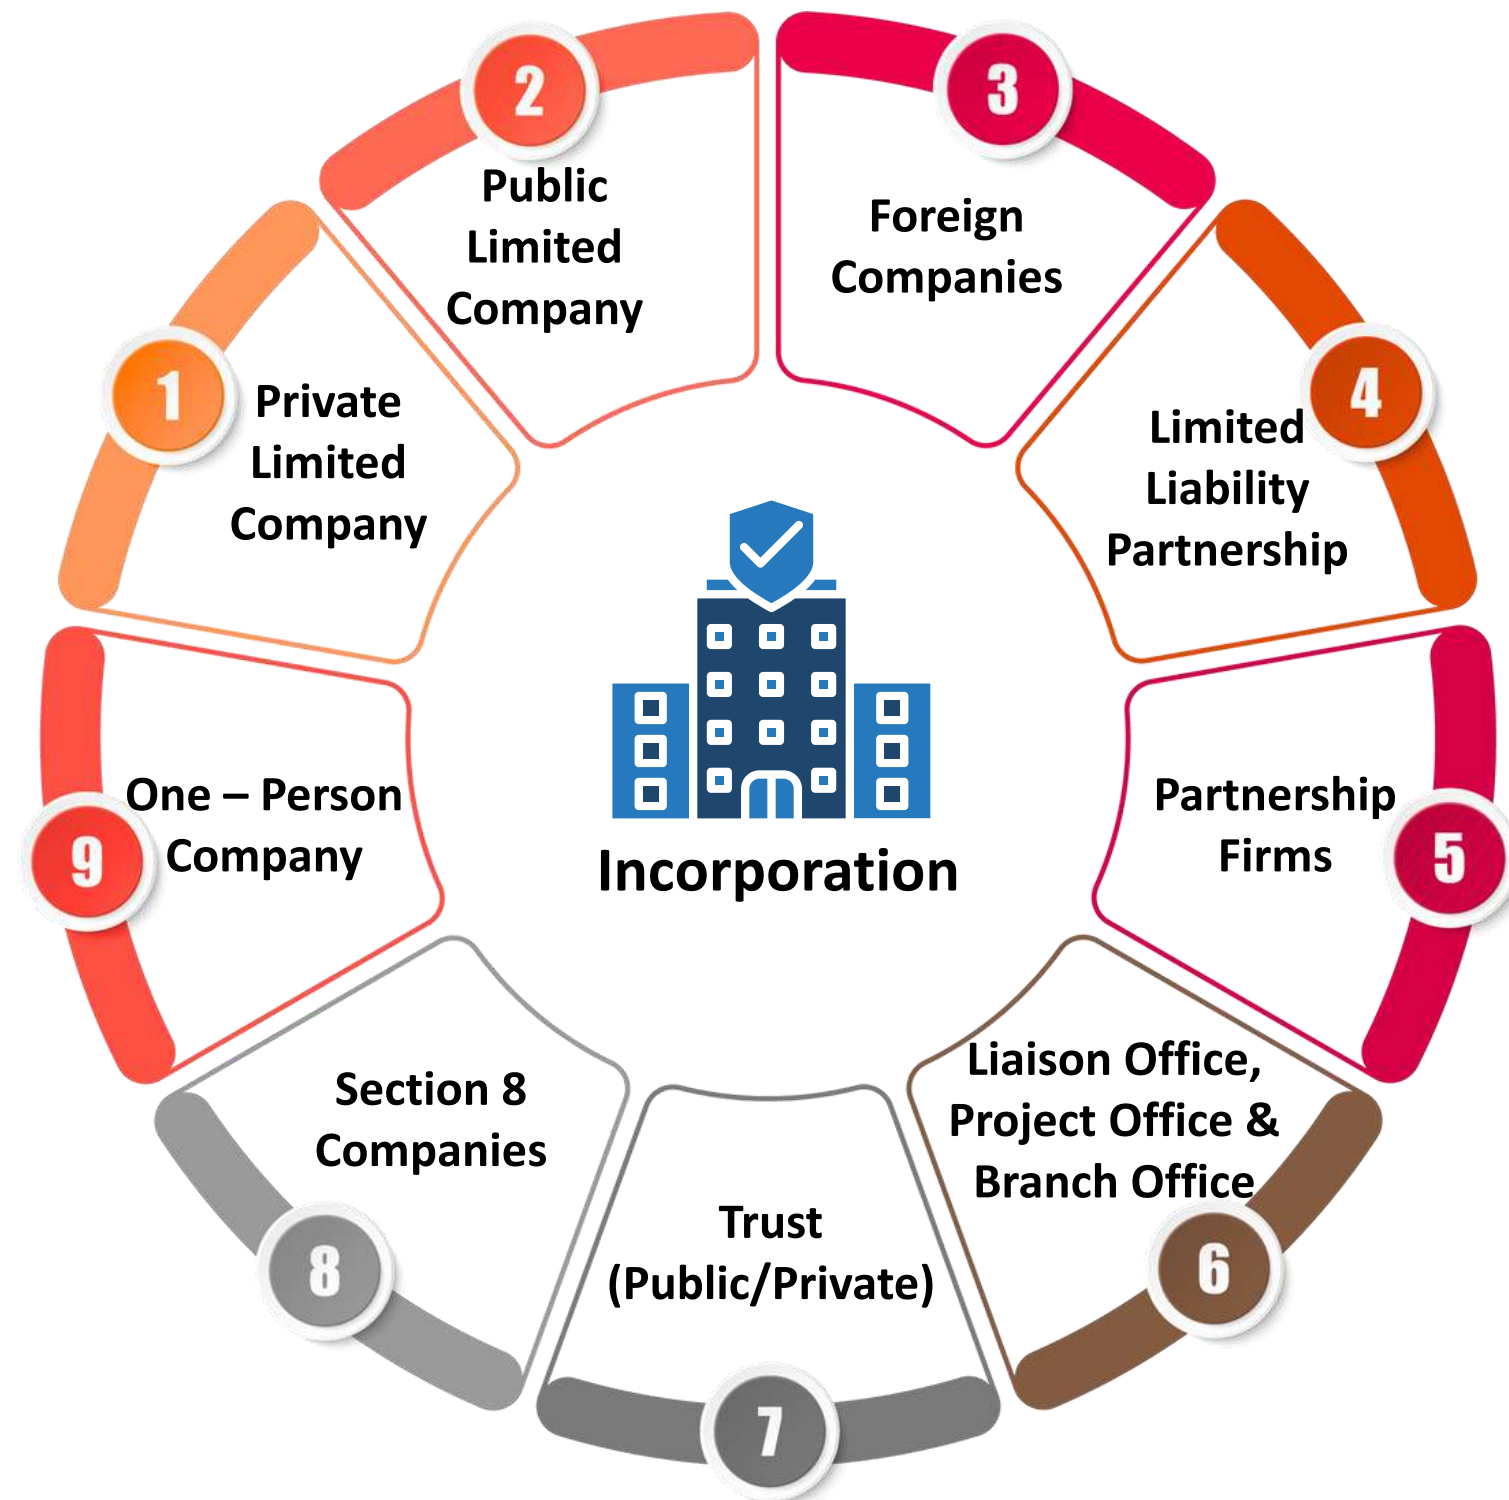 1
Private
Limited
Company
2
Public
Limited
Company
3
Foreign
Companies
4
Limited
Liability
Partnership
5
Partnership
Firms
6
Liaison Office,
Project Office &
Branch Office
7
Trust
(Public/Private)
8
Section 8
Companies
9
One – Person
Company
Incorporation